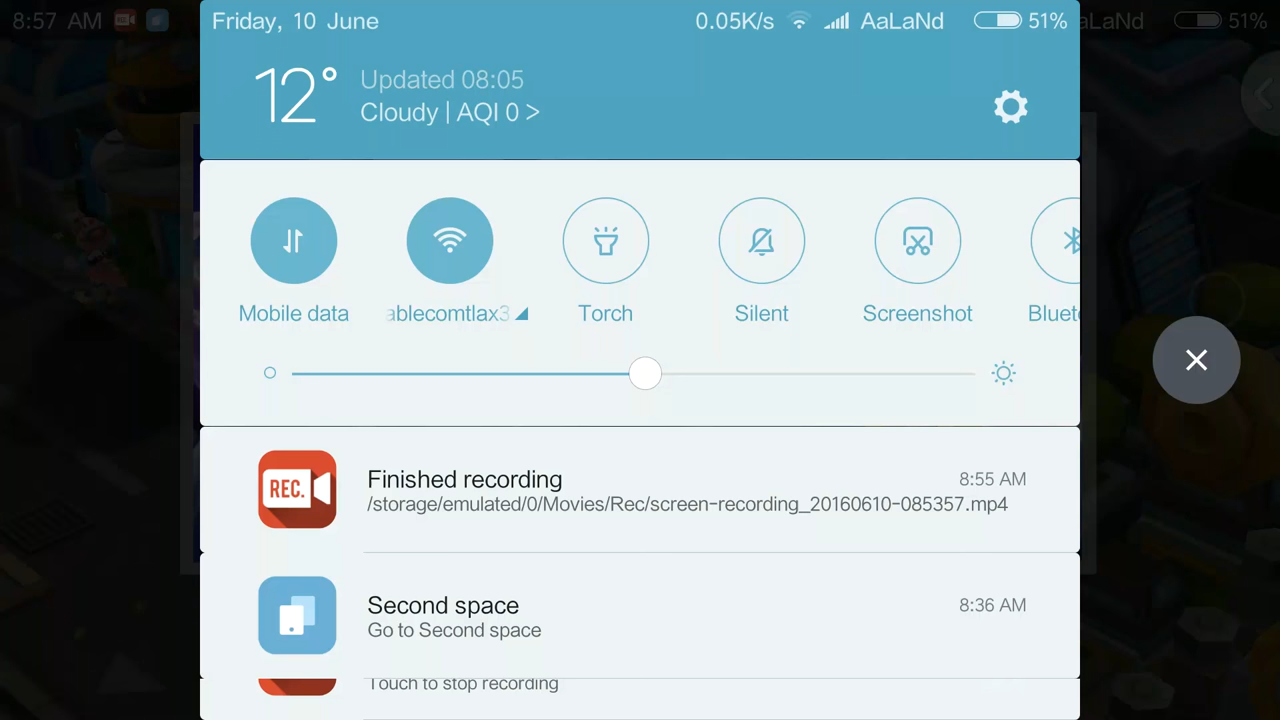 8:57 AM
Friday, 10 June
0.05K/s
AaLaNd
51%
aLaNd
51%
12°
Updated 08:05
Cloudy | AQI 0 >
Mobile data
ablecomtlax3
Torch
Silent
Screenshot
Bluet
REC.
Finished recording
8:55 AM
/storage/emulated/0/Movies/Rec/screen-recording_20160610-085357.mp4
Second space
8:36 AM
Go to Second space
Touch to stop recording